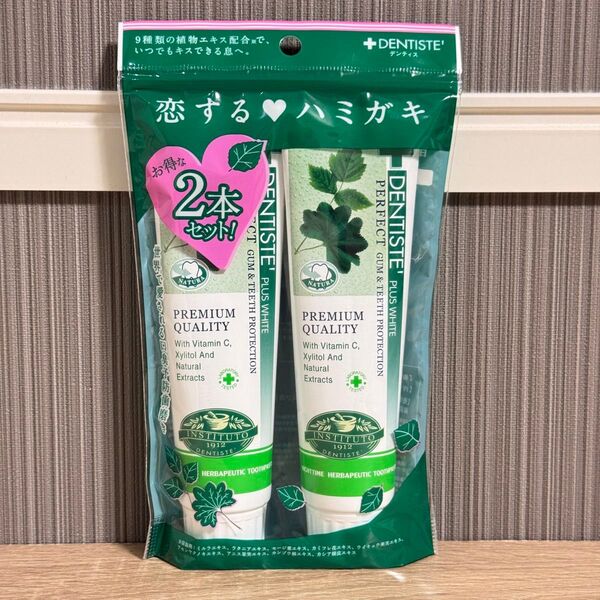 9種類の植物エキス配合※で、
いつでもキスできる息へ。
DENTISTE'
デンティス
恋する♥ハミガキ
お得な
2本
セット!
DENTISTE'
PLUS WHITE
PERFECT GUM & TEETH PROTECTION
NATURA
PREMIUM
QUALITY
With Vitamin C,
Xylitol And
Natural
Extracts
INSTITUTO
1912
DENTISTE'
HERBAPEUTIC TOOTHPASTE
DENTISTE'
PLUS WHITE
PERFECT GUM & TEETH PROTECTION
NATURA
PREMIUM
QUALITY
With Vitamin C,
Xylitol And
Natural
Extracts
INSTITUTO
1912
DENTISTE'
NIGHTTIME HERBAPEUTIC TOOTHPASTE